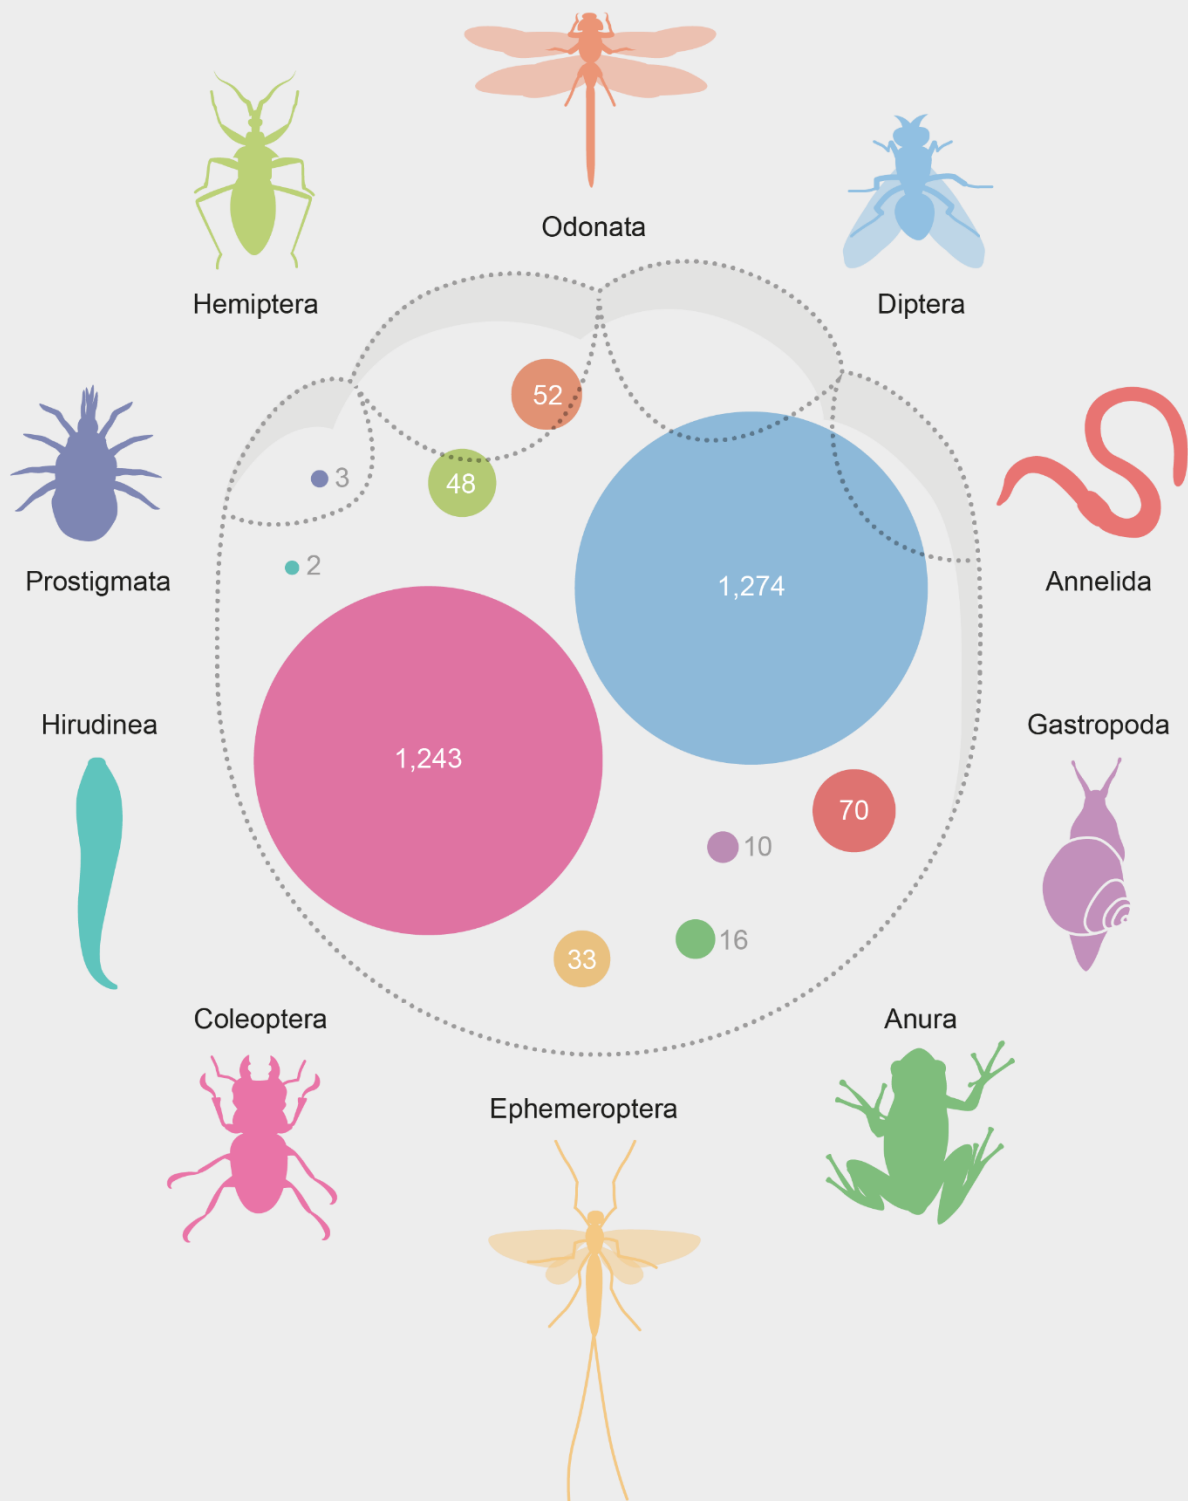 Odonata
Hemiptera
Diptera
52
3
48
2
Prostigmata
1,274
Annelida
Hirudinea
Gastropoda
1,243
70
10
16
33
Coleoptera
Anura
Ephemeroptera